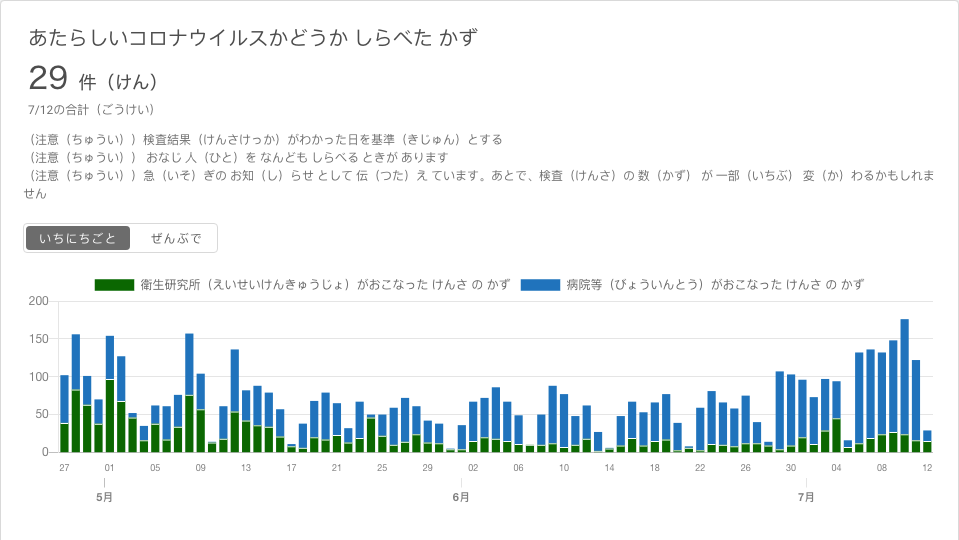 あたらしいコロナウイルスかどうか しらべた かず
29 件（けん）
7/12の合計（ごうけい）
（注意（ちゅうい））検査結果（けんさけっか）がわかった日を基準（きじゅん）とする
（注意（ちゅうい）） おなじ 人（ひと）を なんども しらべる ときが あります
（注意（ちゅうい））急（いそ）ぎの お知（し）らせ として 伝（つた）え ています。あとで、検査（けんさ）の 数（かず） が 一部（いちぶ） 変（か）わるかもしれま
せん
いちにちごと ぜんぶで
衛生研究所（えいせいけんきゅうじょ）がおこなった けんさ の かず 病院等（びょういんとう）がおこなった けんさ の かず
200
150
100
50
0
27 01 05 09 13 17 21 25 29 02 06 10 14 18 22 26 30 04 08 12
5月 6月 7月